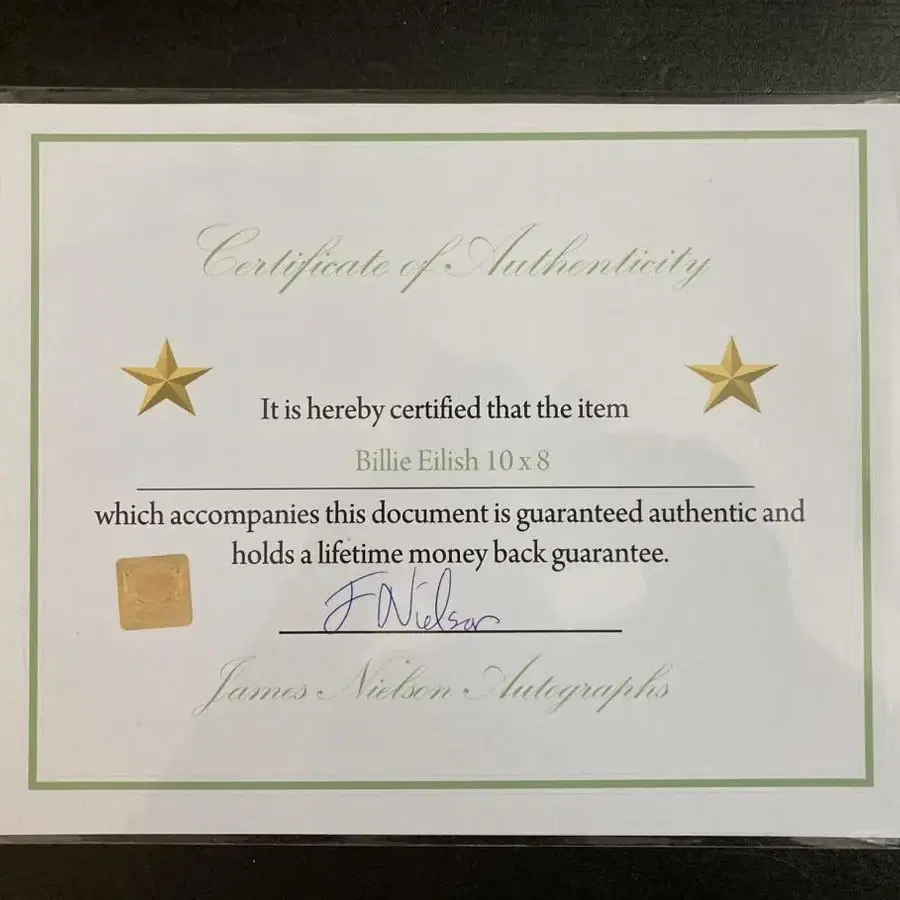 Certificate of Authenticity
It is hereby certified that the item
Billie Eilish 10 x 8
which accompanies this document is guaranteed authentic and
holds a lifetime money back guarantee.
J Nielson
James Nielson Autographs